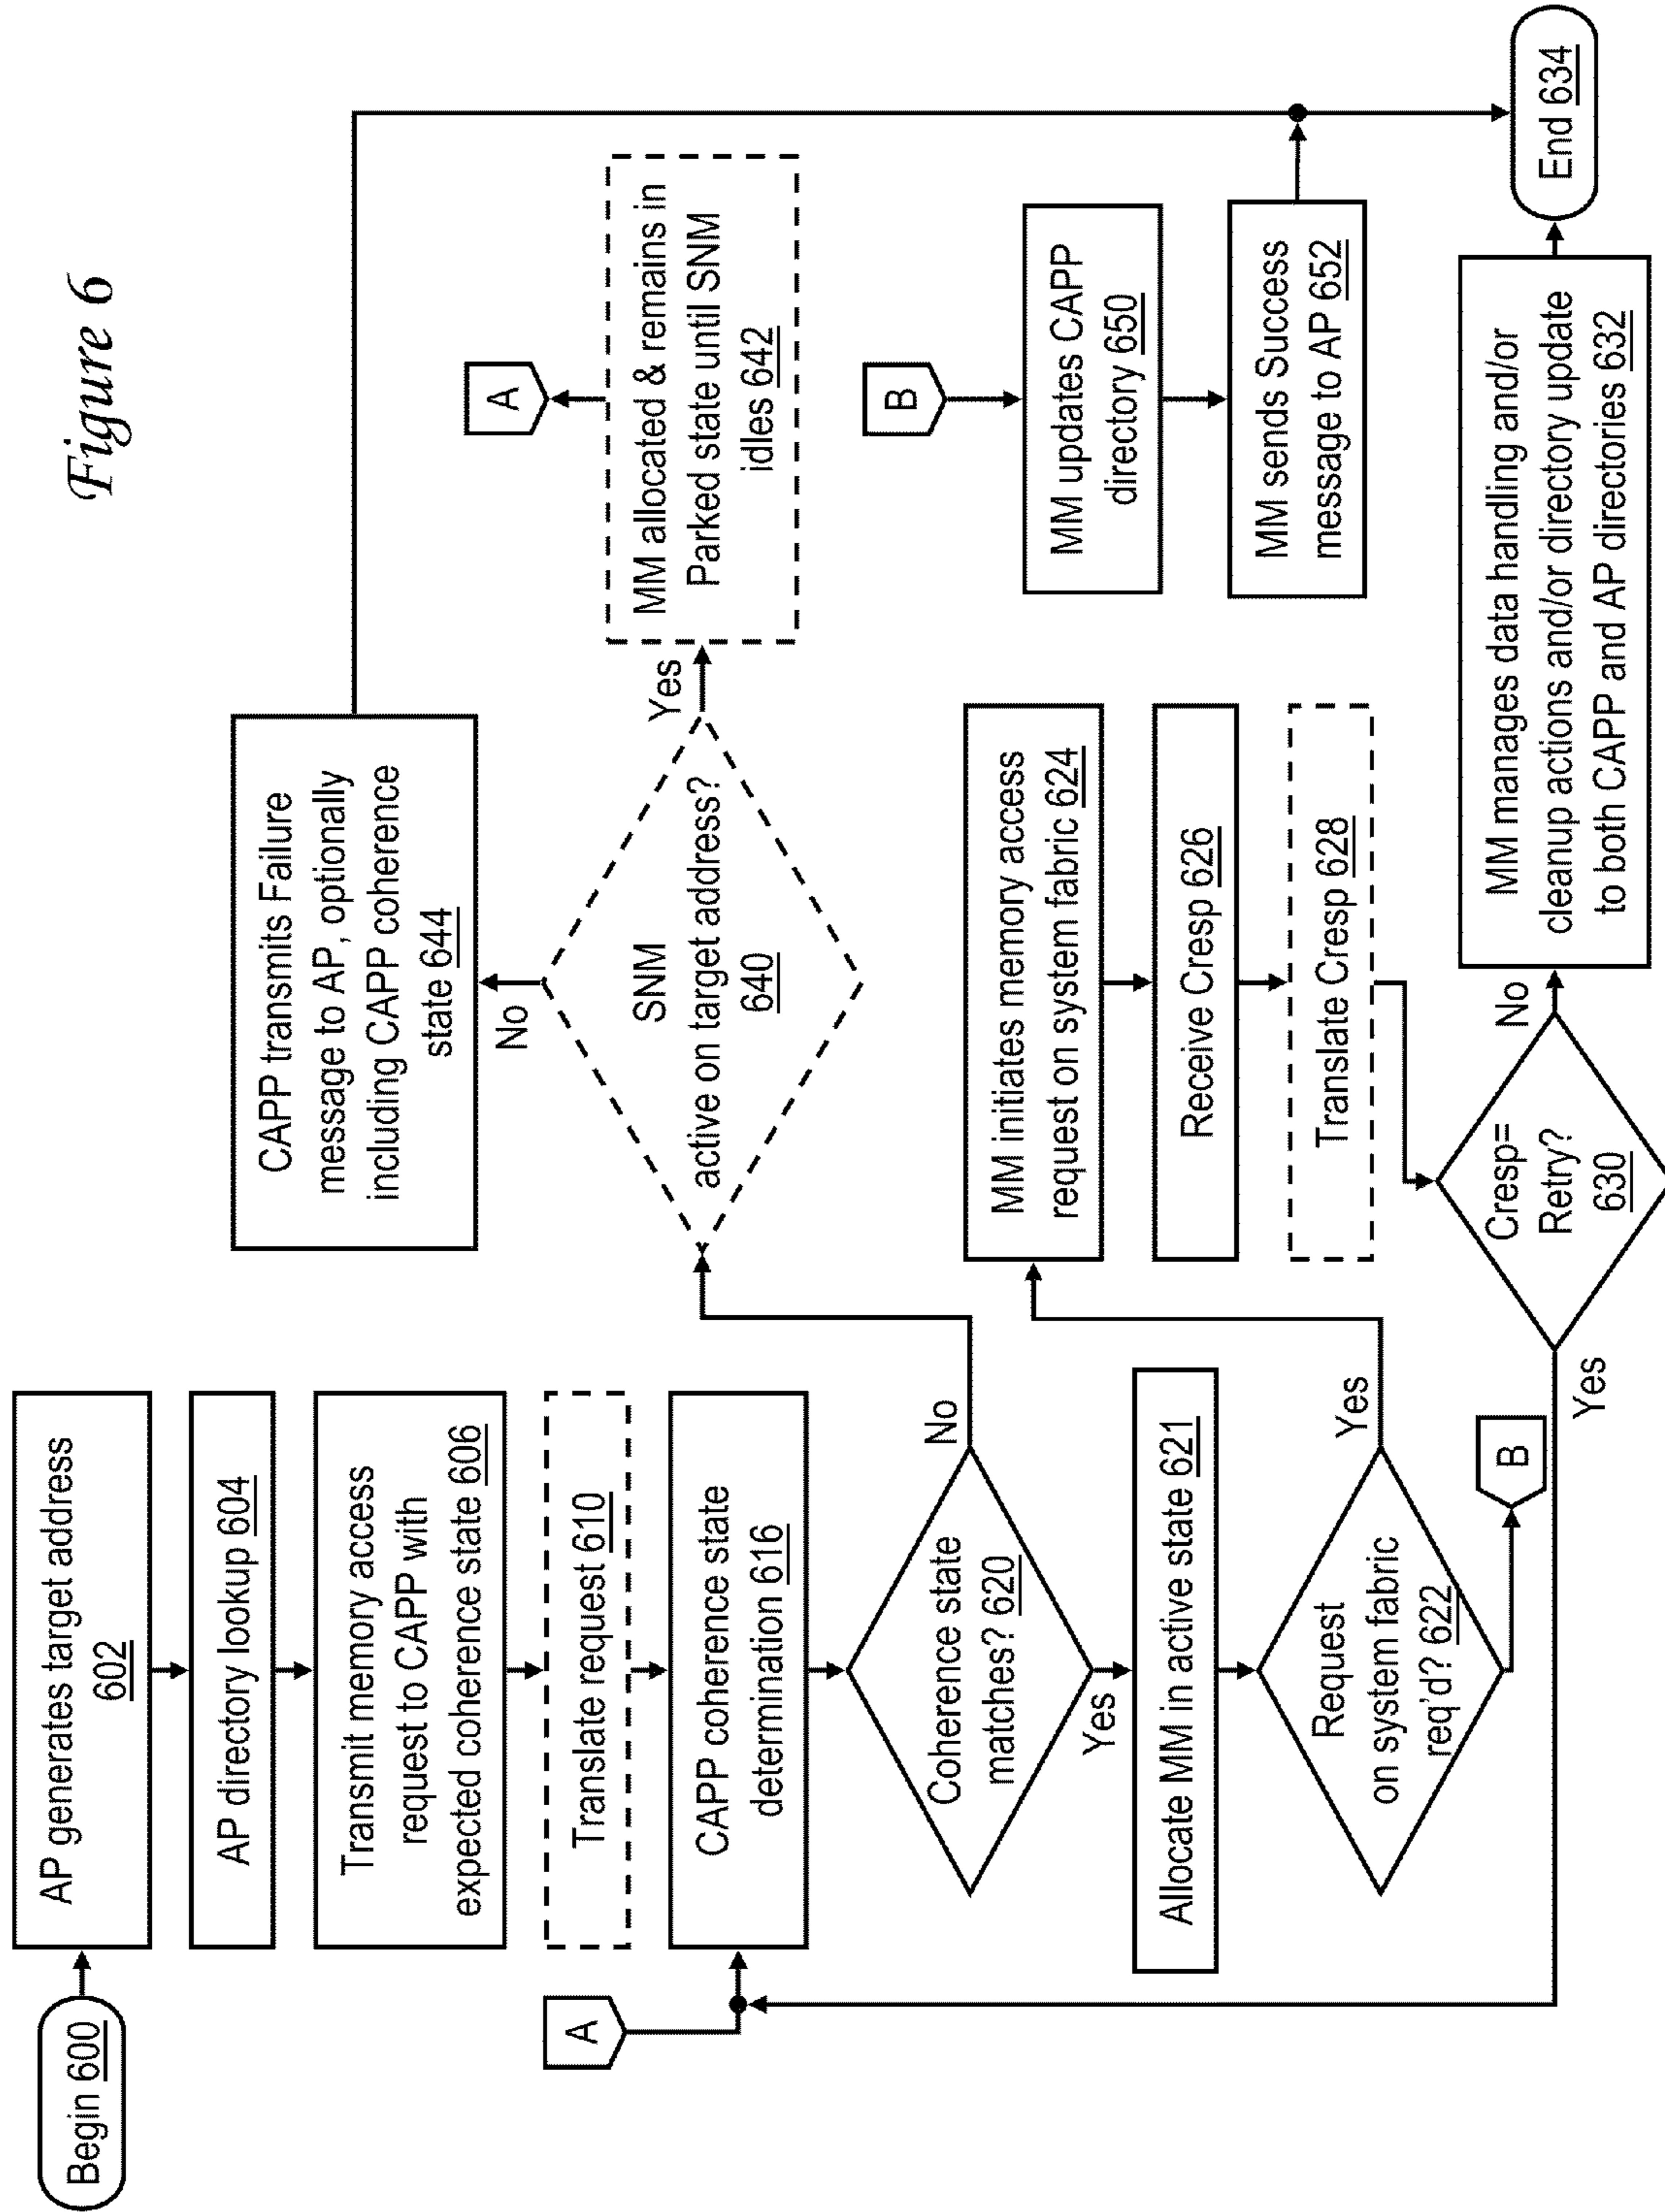 Figure 6
Begin 600
AP generates target address
602
AP directory lookup 604
Transmit memory access
request to CAPP with
expected coherence state 606
Translate request 610
A
CAPP coherence state
determination 616
Coherence state
matches? 620
No
Yes
Allocate MM in active state 621
Request
on system fabric
req'd? 622
Yes
B
CAPP transmits Failure
message to AP, optionally
including CAPP coherence
state 644
No
SNM
active on target address?
640
Yes
MM allocated & remains in
Parked state until SNM
idles 642
A
MM initiates memory access
request on system fabric 624
Receive Cresp 626
Translate Cresp 628
Cresp=
Retry?
630
Yes
No
B
MM updates CAPP
directory 650
MM sends Success
message to AP 652
MM manages data handling and/or
cleanup actions and/or directory update
to both CAPP and AP directories 632
End 634